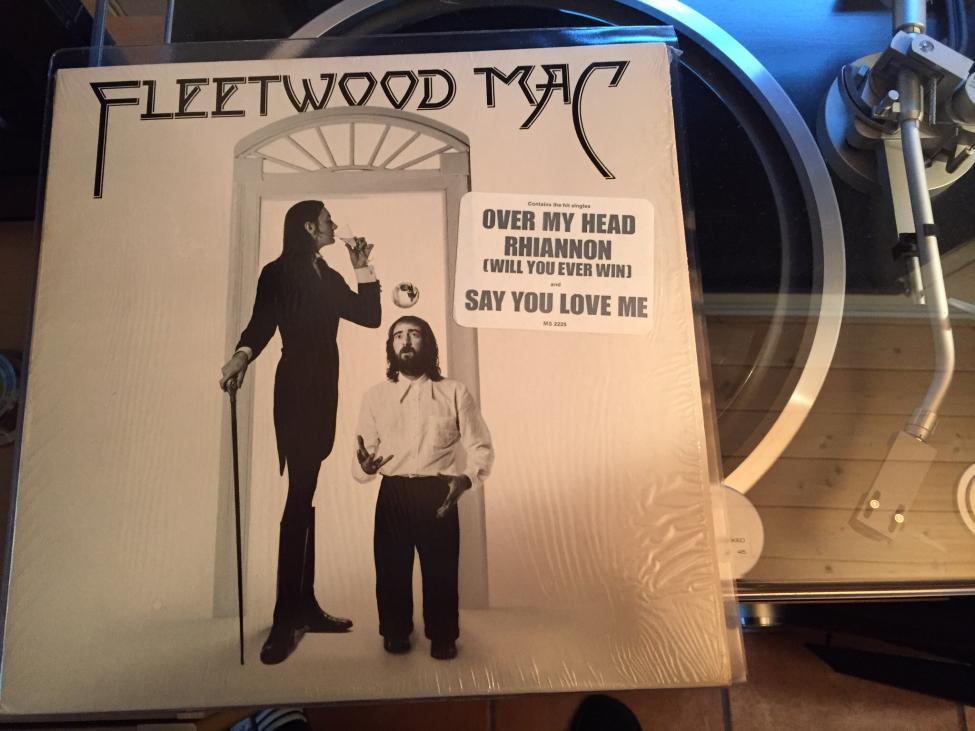 FLEETWOOD MAC
Contains the hit singles
OVER MY HEAD
RHIANNON
(WILL YOU EVER WIN)
and
SAY YOU LOVE ME
MS 2225
45